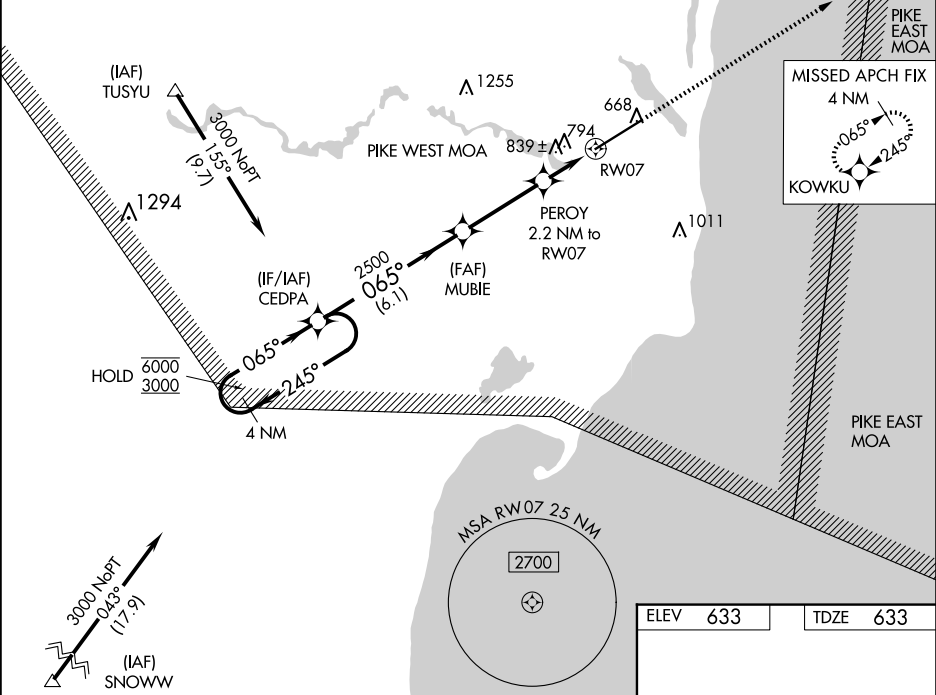 PIKE
EAST
MOA
(IAF)
TUSYU
1255
MISSED APCH FIX
4 NM
065°
245°
KOWKU
3000 NoPT
155°
(9.7)
668
794
839 ±
PIKE WEST MOA
RW07
1294
PEROY
2.2 NM to
RW07
1011
2500
065°
(6.1)
(FAF)
MUBIE
(IF/IAF)
CEDPA
065°
245°
HOLD
6000
3000
4 NM
PIKE EAST
MOA
MSA RW07 25 NM
2700
3000 NoPT
043°
(17.9)
(IAF)
SNOWW
ELEV 633
TDZE 633